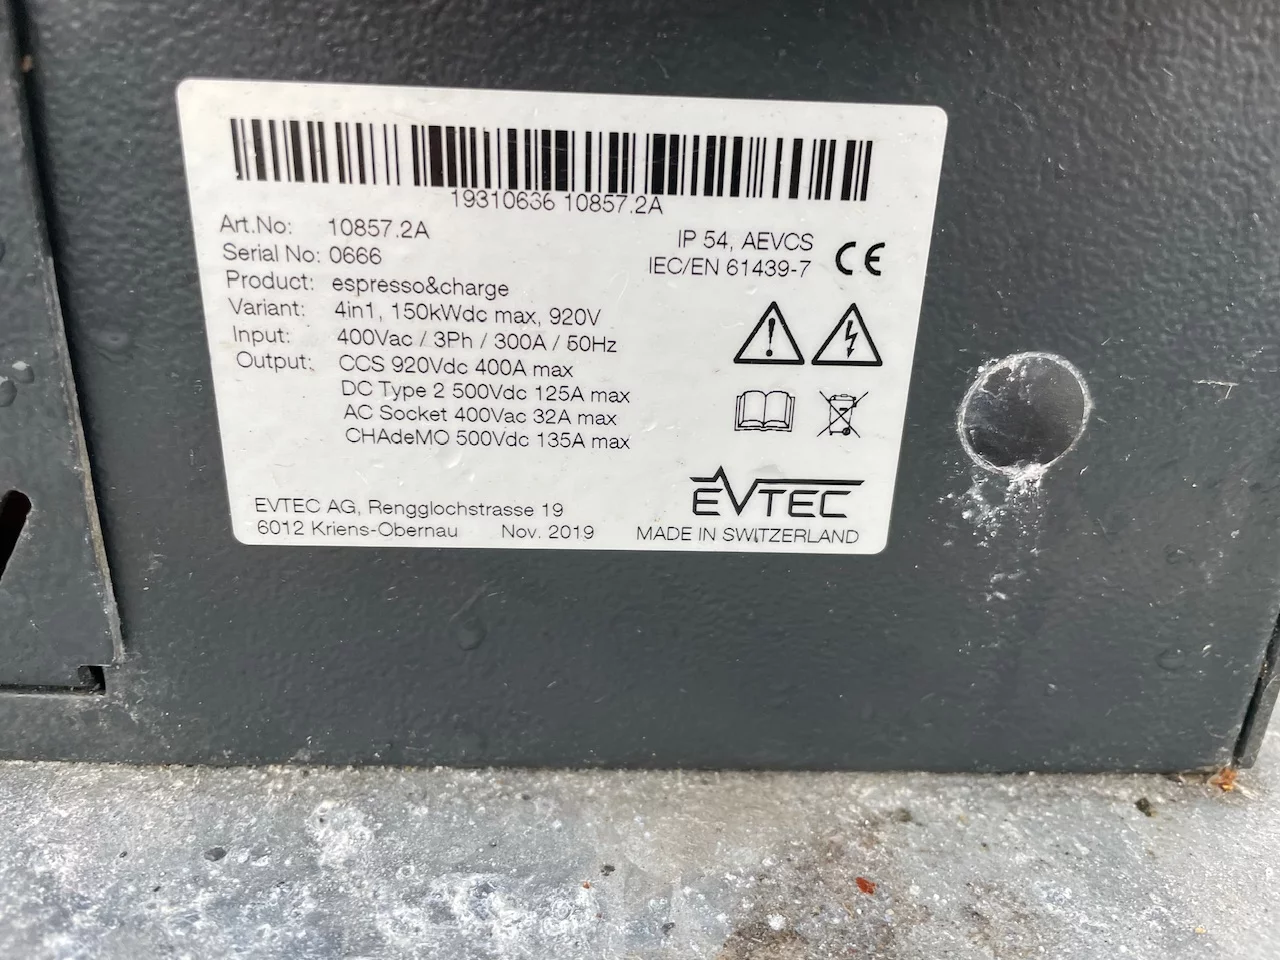 19310636 10857.2A
Art.No: 10857.2A
Serial No: 0666
Product: espresso&charge
Variant: 4in1, 150kWdc max, 920V
Input: 400Vac / 3Ph / 300A / 50Hz
Output: CCS 920Vdc 400A max
DC Type 2 500Vdc 125A max
AC Socket 400Vac 32A max
CHAdeMO 500Vdc 135A max
IP 54, AEVCS
IEC/EN 61439-7
CE
EVTEC AG, Rengglochstrasse 19
6012 Kriens-Obernau Nov. 2019
EVTEC
MADE IN SWITZERLAND